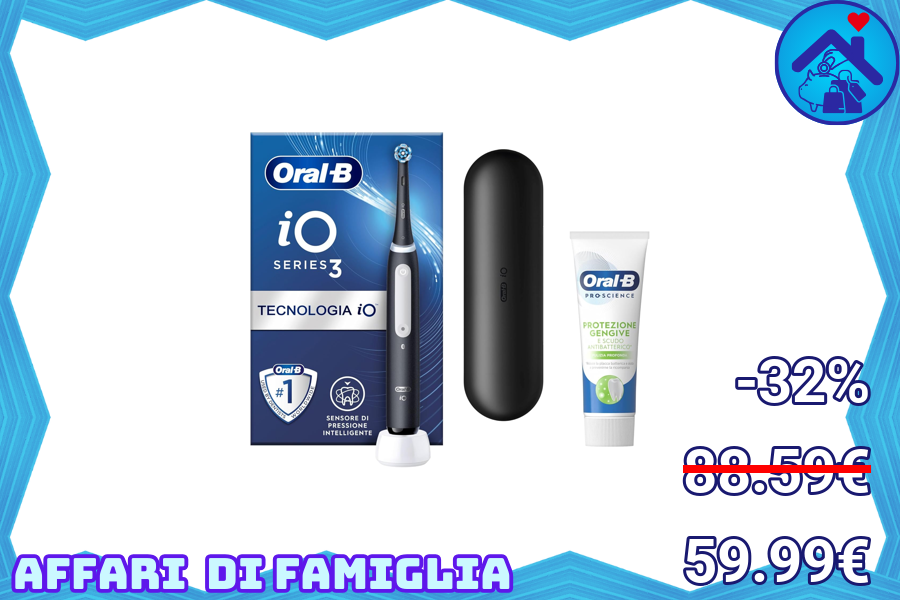 Oral-B
iO
SERIES 3
TECNOLOGIA iO
Oral-B
#1
SENSORE DI
PRESSIONE
INTELLIGENTE
Oral-B
iO
Oral-B
PRO-SCIENCE
PROTEZIONE
GENGIVE
E SCUDO
ANTIBATTERICO
-32%
88.59€
59.99€
AFFARI DI FAMIGLIA